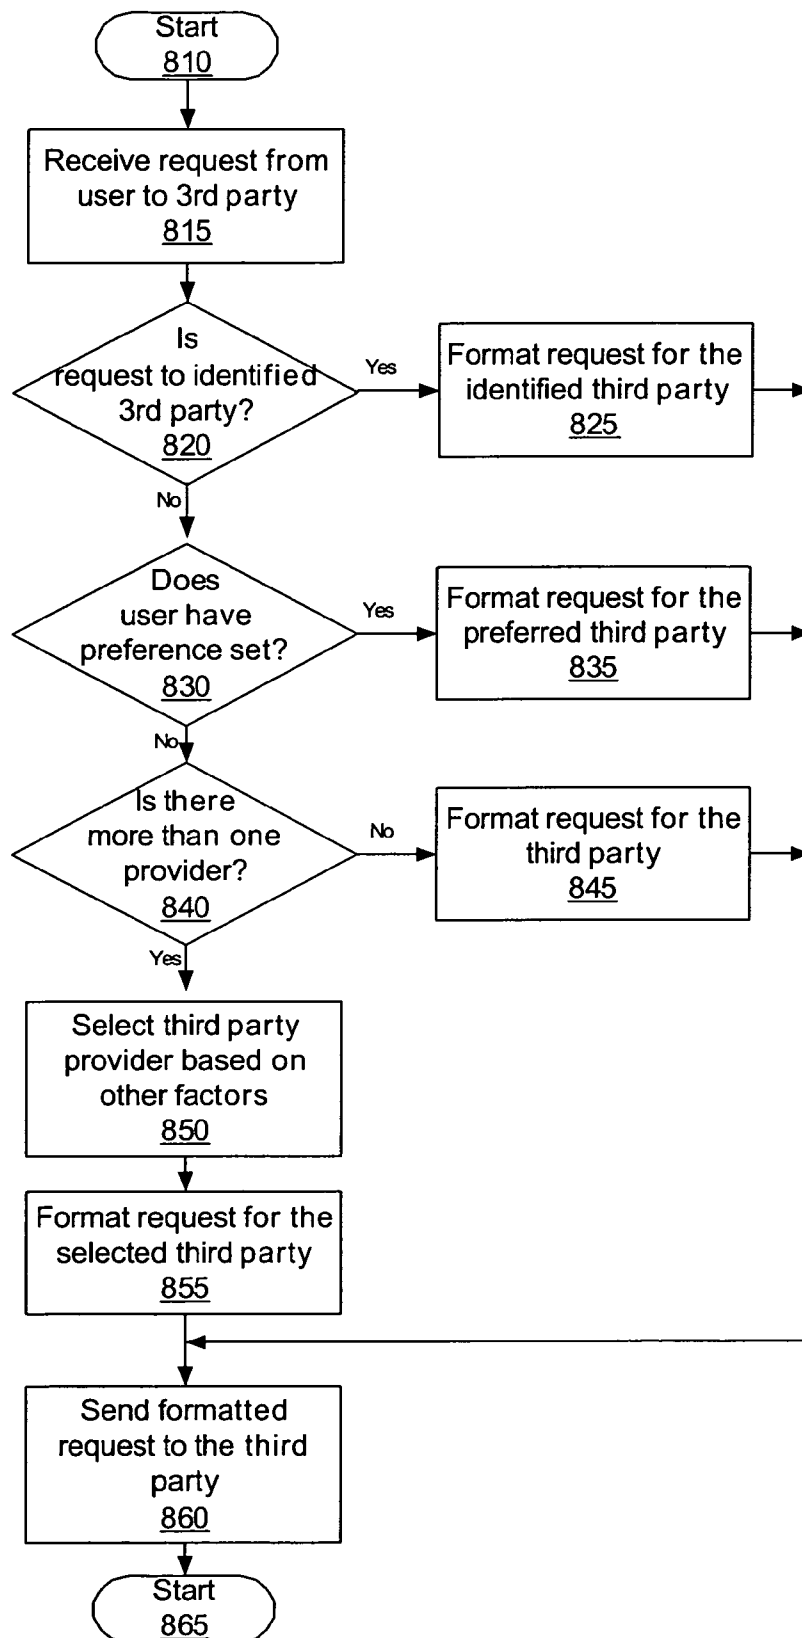 Start
810
Receive request from
user to 3rd party
815
Is
request to identified
3rd party?
820
Yes
Format request for the
identified third party
825
No
Does
user have
preference set?
830
Yes
Format request for the
preferred third party
835
No
Is there
more than one
provider?
840
No
Format request for the
third party
845
Yes
Select third party
provider based on
other factors
850
Format request for the
selected third party
855
Send formatted
request to the third
party
860
Start
865